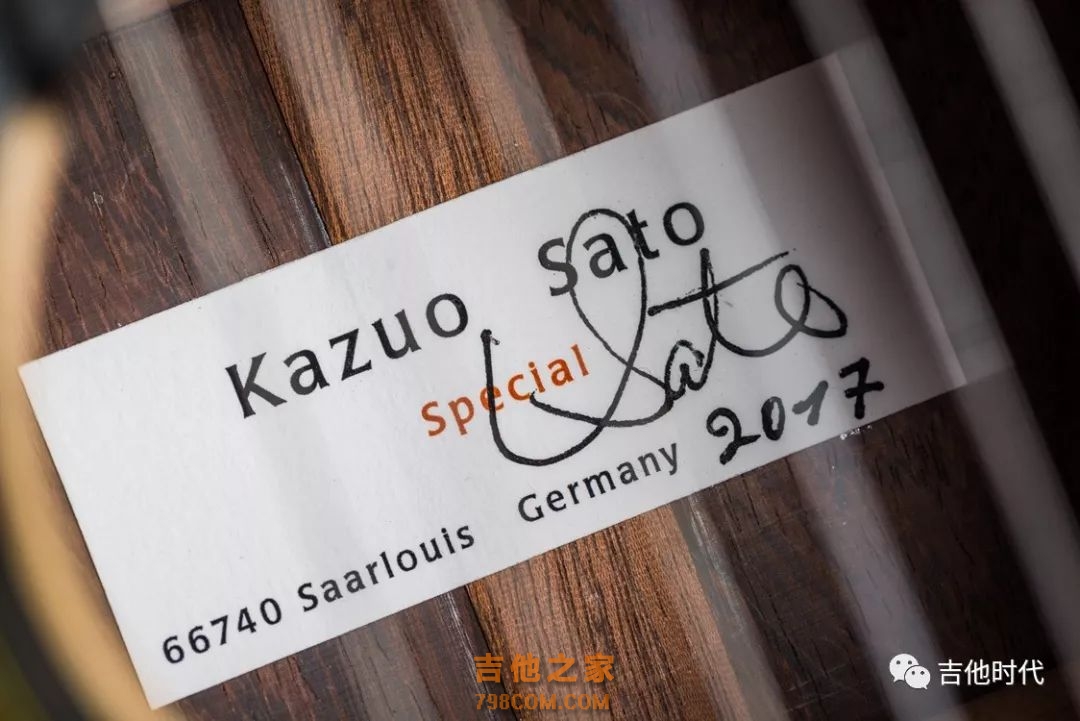 Kazuo Sato
Special
Sato
2017
66740 Saarlouis Germany
吉他之家
798COM.COM
吉他时代